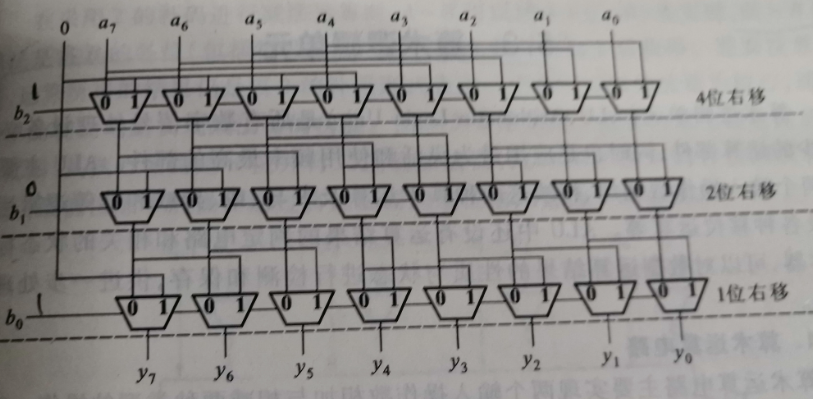 0 a₇ a₆ a₅ a₄ a₃ a₂ a₁ a₀
1
b₂ 0 1 0 1 0 1 0 1 0 1 0 1 0 1 0 1 4位右移
0
b₁ 0 1 0 1 0 1 0 1 0 1 0 1 0 1 0 1 2位右移
1
b₀ 0 1 0 1 0 1 0 1 0 1 0 1 0 1 0 1 1位右移
y₇ y₆ y₅ y₄ y₃ y₂ y₁ y₀